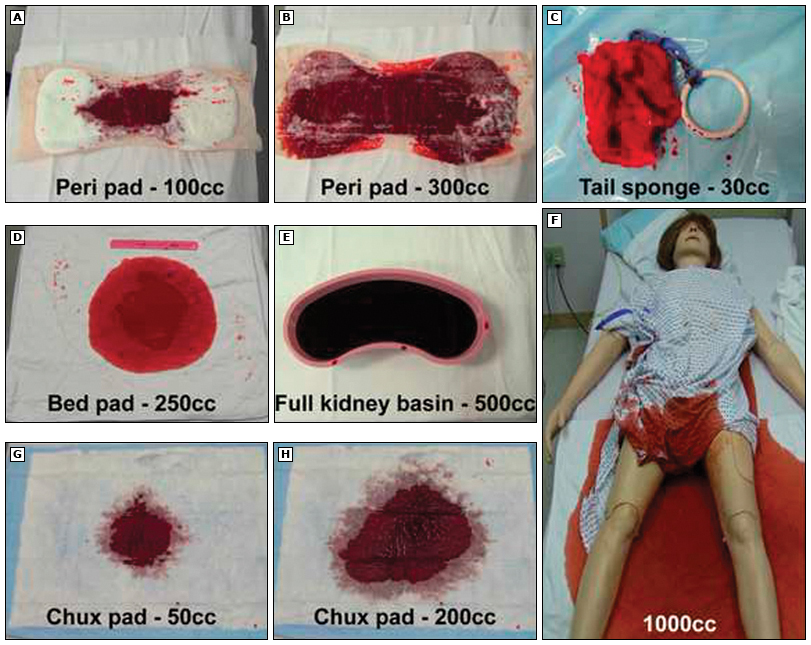 A
Peri pad - 100cc
B
Peri pad - 300cc
C
Tail sponge - 30cc
D
Bed pad - 250cc
E
Full kidney basin - 500cc
F
1000cc
G
Chux pad - 50cc
H
Chux pad - 200cc